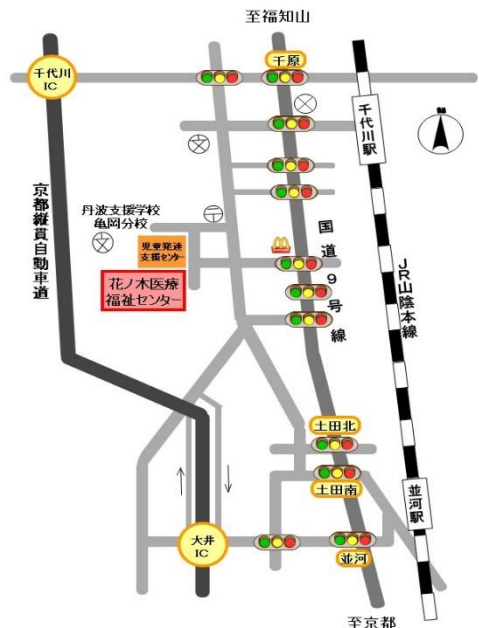 至福知山
千代川
IC
千原
千代川駅
京都縦貫自動車道
丹波支援学校
亀岡分校
児童発達
支援センター
花ノ木医療
福祉センター
国道9号線
JR山陰本線
土田北
土田南
並河駅
大井
IC
並河
至京都